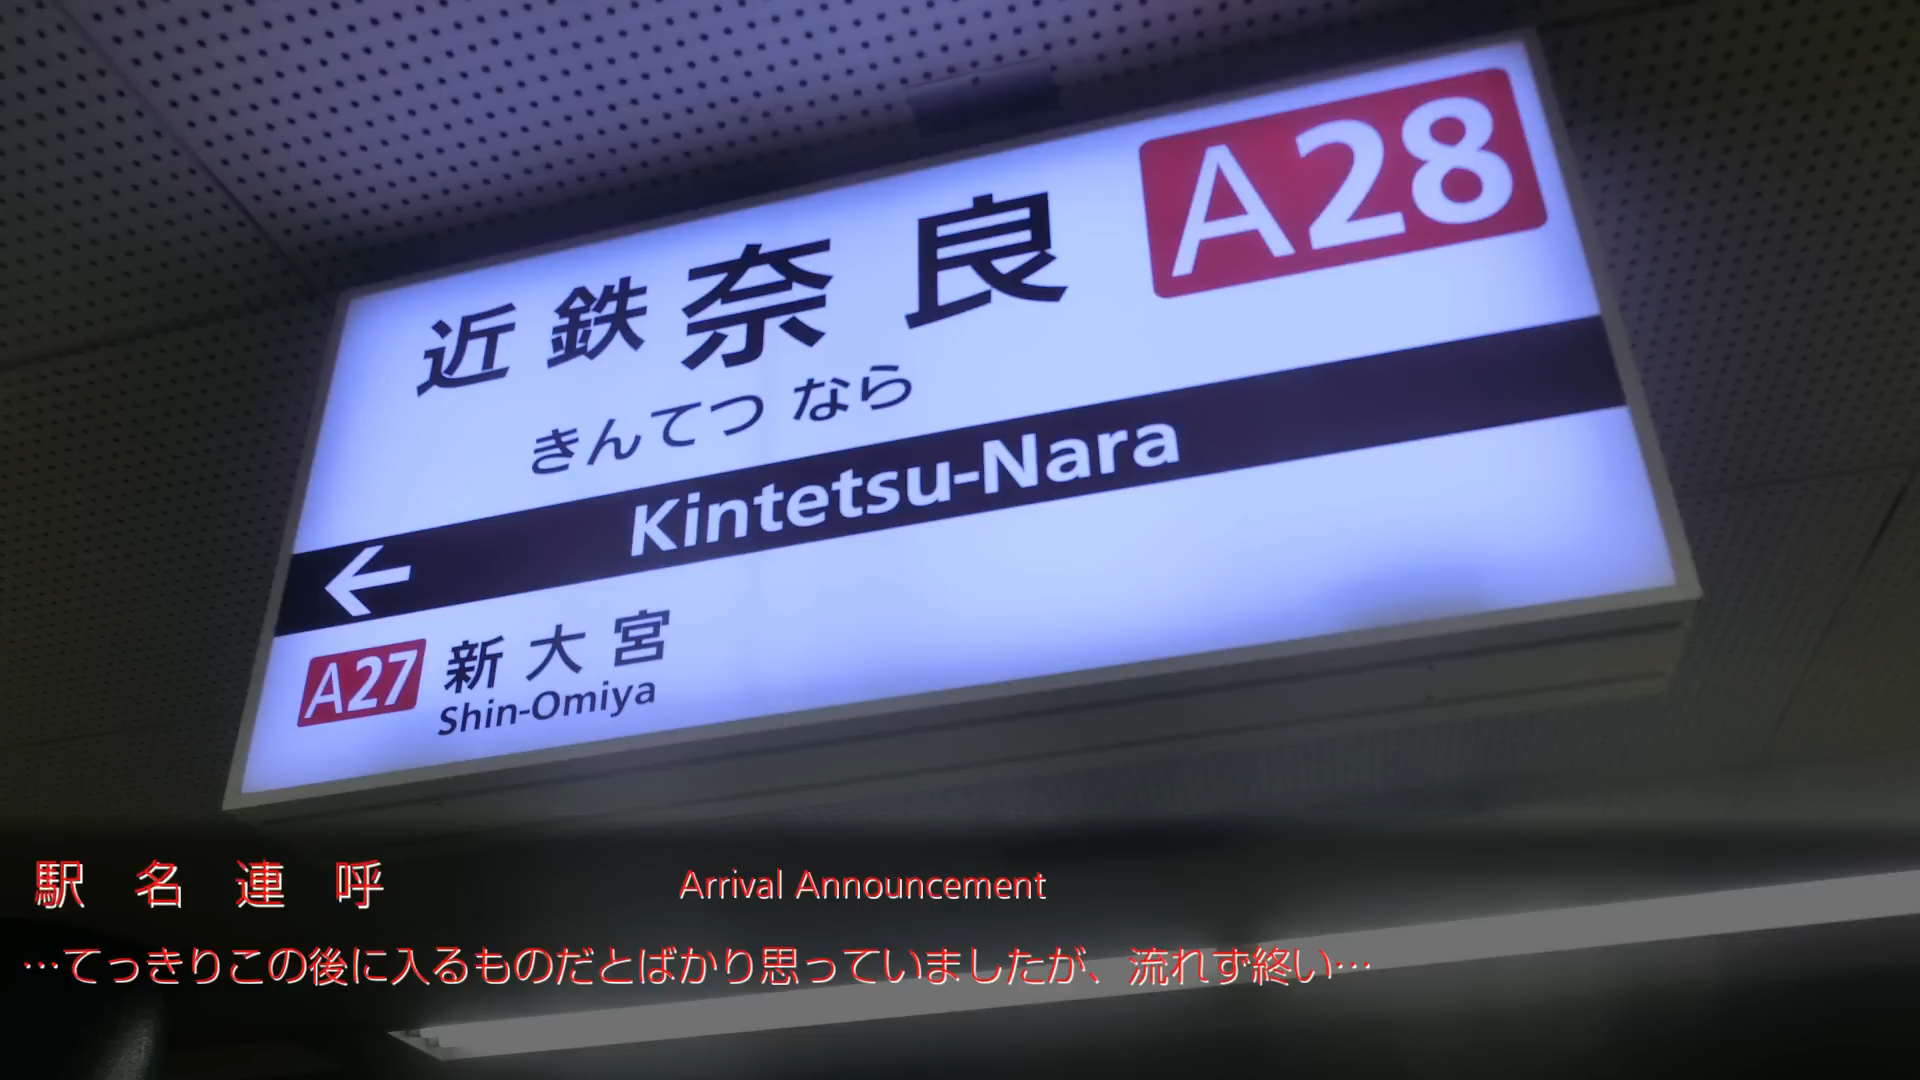 近鉄奈良 A28
きんてつ なら
Kintetsu-Nara
←
A27 新大宮
Shin-Omiya
駅名連呼 Arrival Announcement
…てっきりこの後に入るものだとばかり思っていましたが、流れず終い…